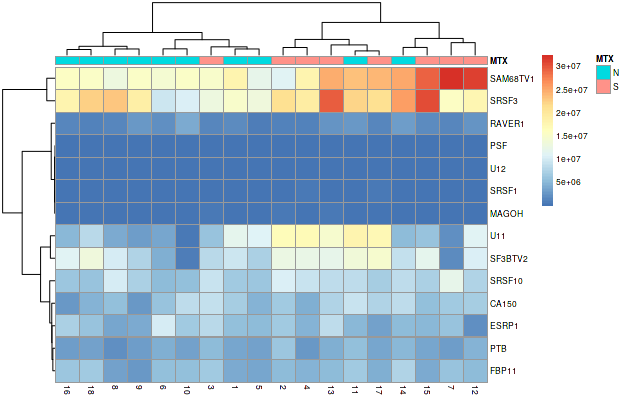 MTX
SAM68TV1
SRSF3
RAVER1
PSF
U12
SRSF1
MAGOH
U11
SF3BTV2
SRSF10
CA150
ESRP1
PTB
FBP11
16 18 8 9 6 10 3 1 5 2 4 13 11 17 14 15 7 12
3e+07
2.5e+07
2e+07
1.5e+07
1e+07
5e+06
MTX
N
S